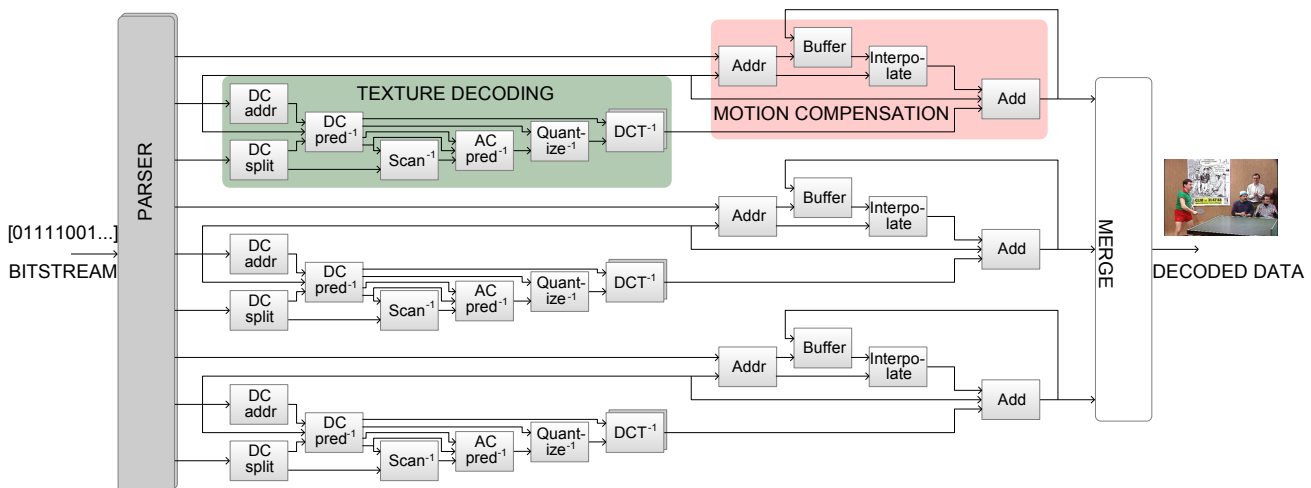 PARSER
[01111001...]
BITSTREAM
TEXTURE DECODING
DC
addr
DC
split
DC
pred-1
Scan-1
AC
pred-1
Quant-
ize-1
DCT-1
MOTION COMPENSATION
Addr
Buffer
Interpo-
late
Add
DC
addr
DC
split
DC
pred-1
Scan-1
AC
pred-1
Quant-
ize-1
DCT-1
Addr
Buffer
Interpo-
late
Add
DC
addr
DC
split
DC
pred-1
Scan-1
AC
pred-1
Quant-
ize-1
DCT-1
Addr
Buffer
Interpo-
late
Add
MERGE
DECODED DATA